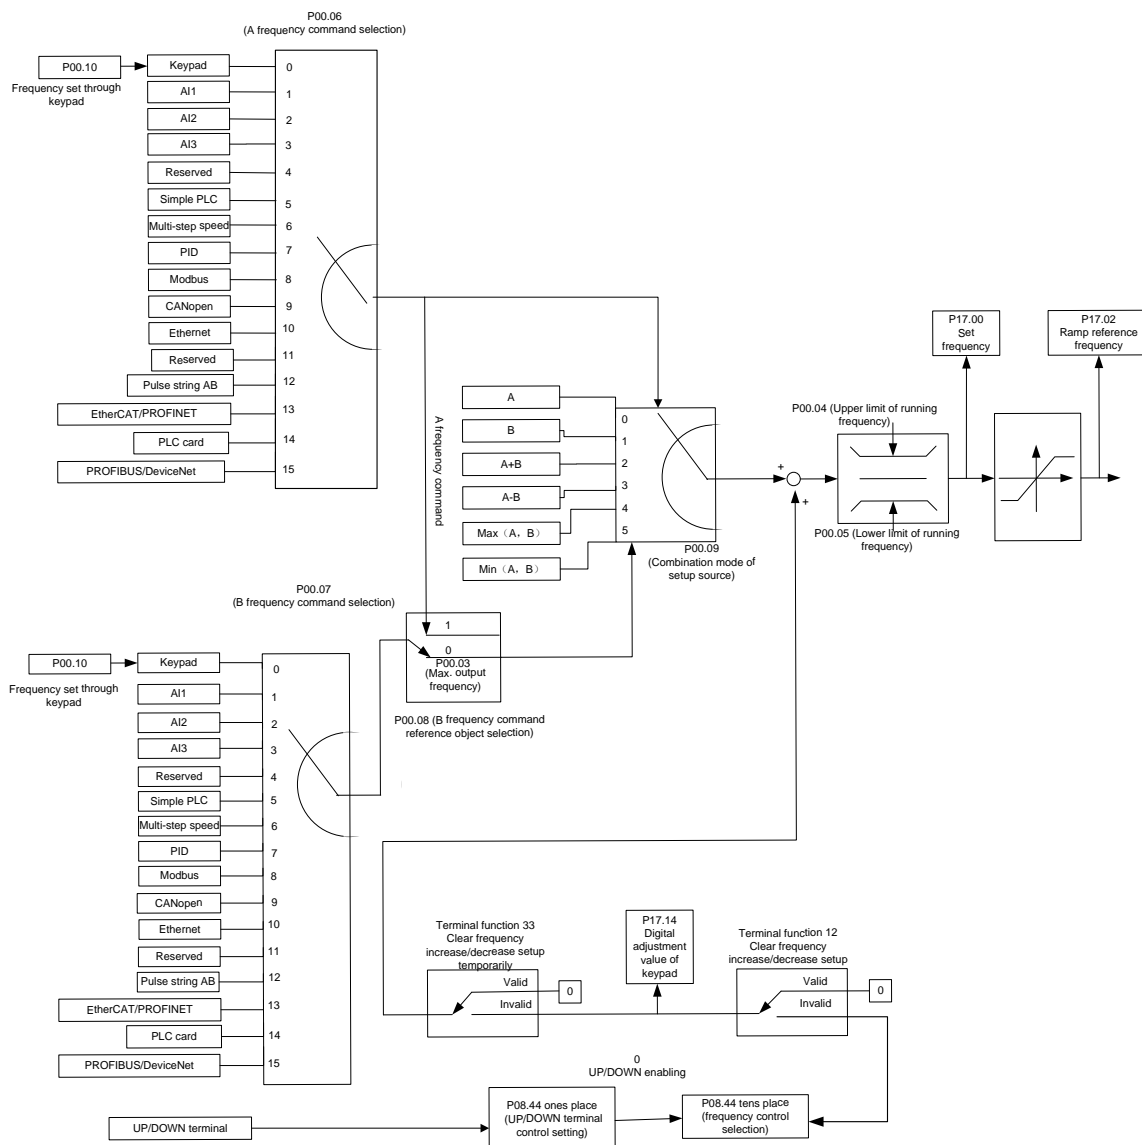 P00.06
(A frequency command selection)
P00.10
Frequency set through
keypad
Keypad
0
AI1
1
AI2
2
AI3
3
Reserved
4
Simple PLC
5
Multi-step speed
6
PID
7
Modbus
8
CANopen
9
Ethernet
10
Reserved
11
Pulse string AB
12
EtherCAT/PROFINET
13
PLC card
14
PROFIBUS/DeviceNet
15
A frequency command
A
0
B
1
A+B
2
A-B
3
Max（A，B）
4
Min（A，B）
5
P00.09
(Combination mode of
setup source)
+
+
P00.04 (Upper limit of running
frequency)
P00.05 (Lower limit of running
frequency)
P17.00
Set
frequency
P17.02
Ramp reference
frequency
P00.07
(B frequency command selection)
1
0
P00.03
(Max. output
frequency)
P00.08 (B frequency command
reference object selection)
P00.10
Frequency set through
keypad
Keypad
0
AI1
1
AI2
2
AI3
3
Reserved
4
Simple PLC
5
Multi-step speed
6
PID
7
Modbus
8
CANopen
9
Ethernet
10
Reserved
11
Pulse string AB
12
EtherCAT/PROFINET
13
PLC card
14
PROFIBUS/DeviceNet
15
Terminal function 33
Clear frequency
increase/decrease setup
temporarily
Valid
0
Invalid
P17.14
Digital
adjustment
value of
keypad
Terminal function 12
Clear frequency
increase/decrease setup
Valid
0
Invalid
0
UP/DOWN enabling
UP/DOWN terminal
P08.44 ones place
(UP/DOWN terminal
control setting)
P08.44 tens place
(frequency control
selection)